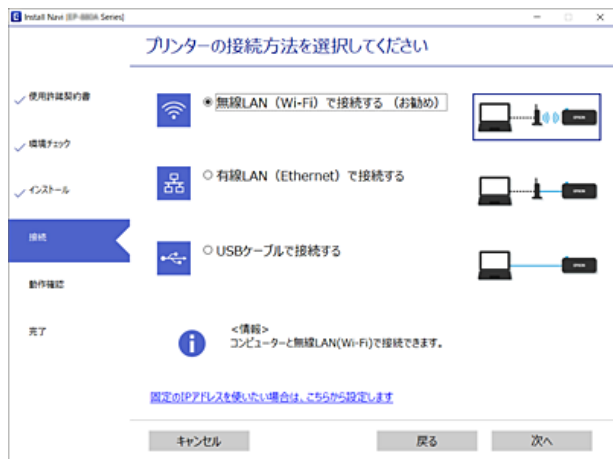 Install Navi [EP-880A Series]
プリンターの接続方法を選択してください
使用許諾契約書
環境チェック
インストール
接続
動作確認
完了
無線LAN（Wi-Fi）で接続する （お勧め）
有線LAN（Ethernet）で接続する
USBケーブルで接続する
<情報>
コンピューターと無線LAN(Wi-Fi)で接続できます。
固定のIPアドレスを使いたい場合は、こちらから設定します
キャンセル
戻る
次へ